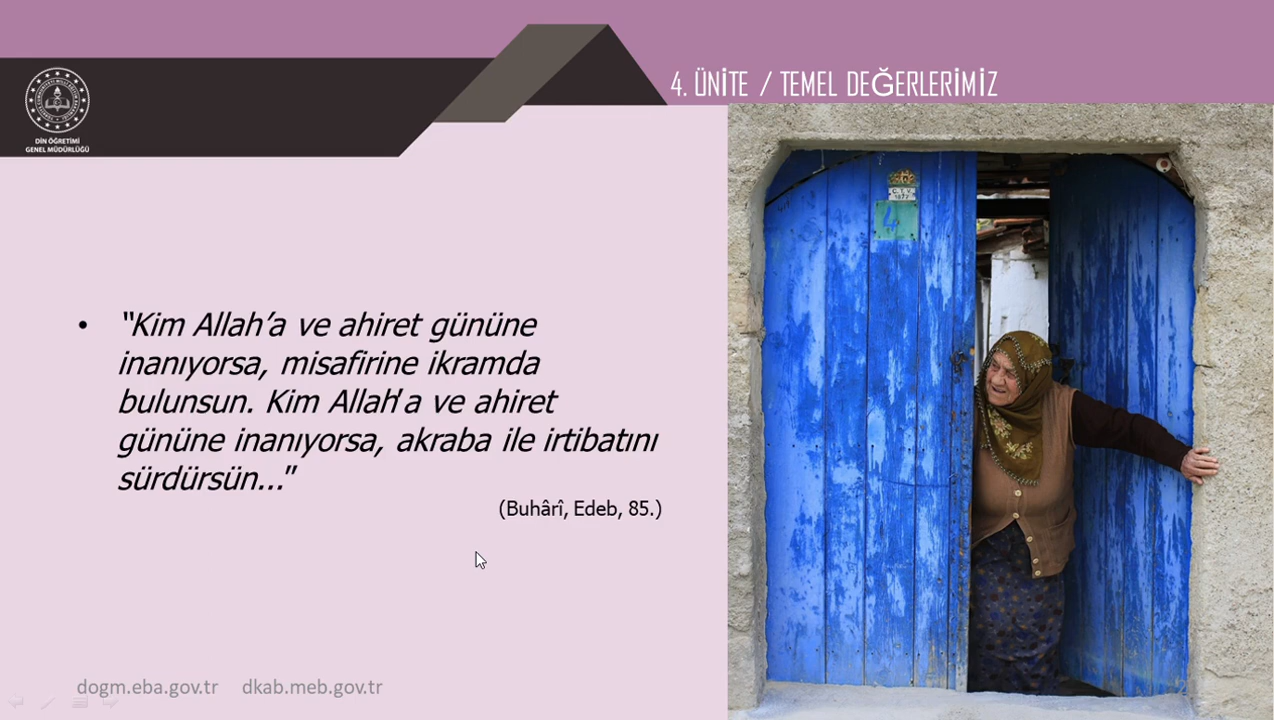 4. ÜNİTE / TEMEL DEĞERLERİMİZ
DİN ÖĞRETİMİ
GENEL MÜDÜRLÜĞÜ
4
• “Kim Allah’a ve ahiret gününe
inanıyorsa, misafirine ikramda
bulunsun. Kim Allah'a ve ahiret
gününe inanıyorsa, akraba ile irtibatını
sürdürsün...”
(Buhârî, Edeb, 85.)
dogm.eba.gov.tr dkab.meb.gov.tr